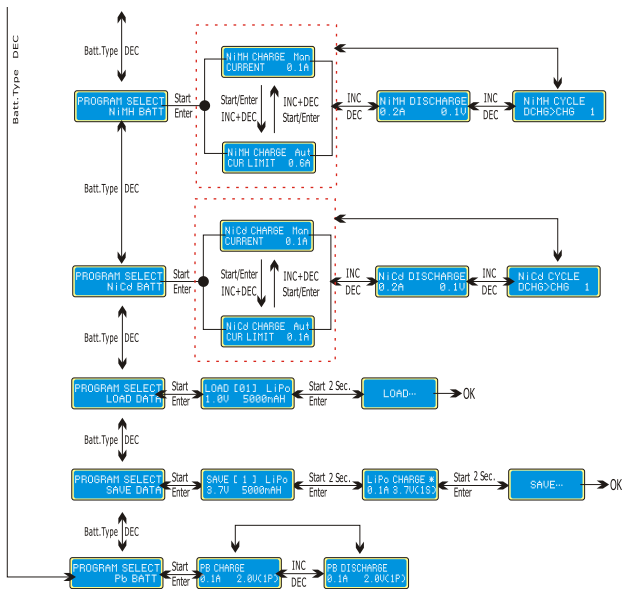 Batt.Type DEC
Batt.Type DEC
PROGRAM SELECT
NiMH BATT
Start
Enter
NiMH CHARGE Man
CURRENT 0.1A
Start/Enter
INC+DEC
INC+DEC
Start/Enter
NiMH CHARGE Aut
CUR LIMIT 0.6A
INC
DEC
NiMH DISCHARGE
0.2A 0.1V
INC
DEC
NiMH CYCLE
DCHG>CHG 1
Batt.Type DEC
PROGRAM SELECT
NiCd BATT
Start
Enter
NiCd CHARGE Man
CURRENT 0.1A
Start/Enter
INC+DEC
INC+DEC
Start/Enter
NiCd CHARGE Aut
CUR LIMIT 0.1A
INC
DEC
NiCd DISCHARGE
0.2A 0.1V
INC
DEC
NiCd CYCLE
DCHG>CHG 1
Batt.Type DEC
PROGRAM SELECT
LOAD DATA
Start
Enter
LOAD [01] LiPo
1.0V 5000mAH
Start 2 Sec.
Enter
LOAD···
OK
Batt.Type DEC
PROGRAM SELECT
SAVE DATA
Start
Enter
SAVE [ 1 ] LiPo
3.7V 5000mAH
Start 2 Sec.
Enter
LiPo CHARGE *
0.1A 3.7V(1S)
Start 2 Sec.
Enter
SAVE···
OK
Batt.Type DEC
PROGRAM SELECT
Pb BATT
Start
Enter
PB CHARGE
0.1A 2.0V(1P)
INC
DEC
PB DISCHARGE
0.1A 2.0V(1P)